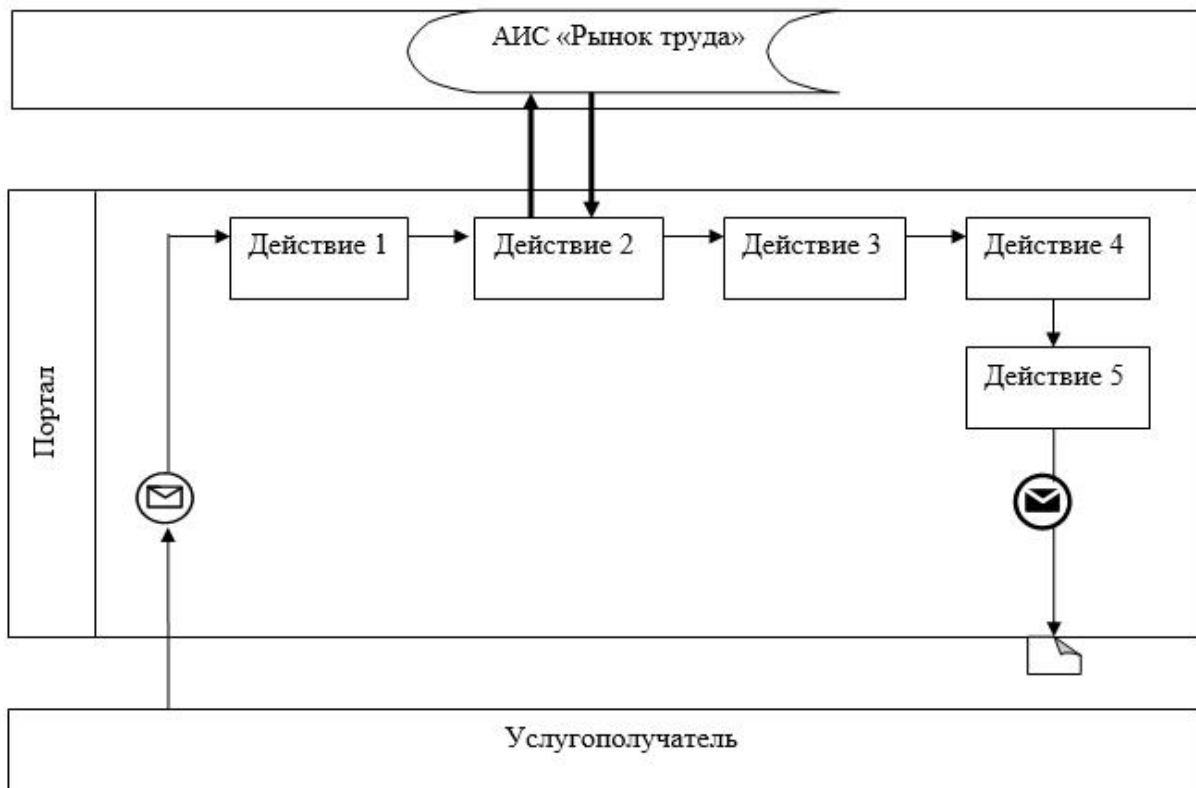 АИС «Рынок труда»
Действие 1
Действие 2
Действие 3
Действие 4
Действие 5
Портал
Услугополучатель